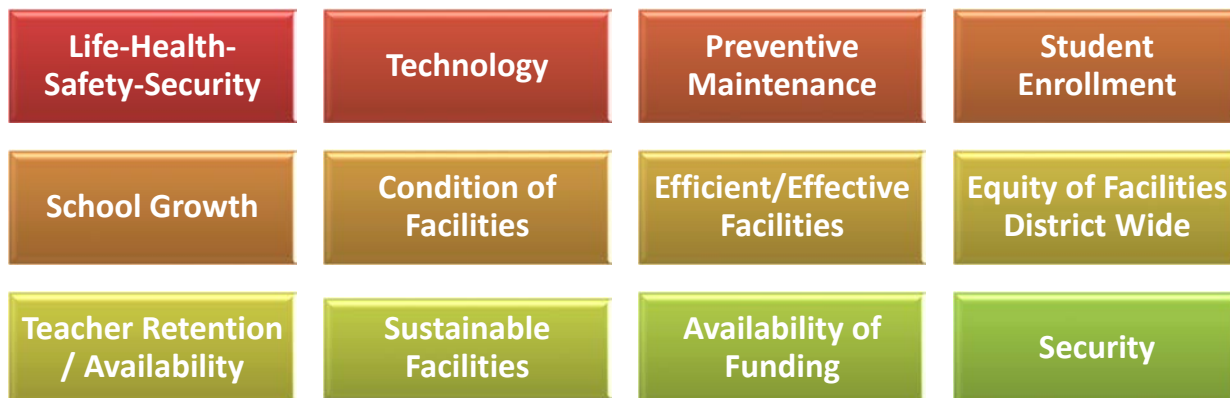 Life-Health-
Safety-Security
Technology
Preventive
Maintenance
Student
Enrollment
School Growth
Condition of
Facilities
Efficient/Effective
Facilities
Equity of Facilities
District Wide
Teacher Retention
/ Availability
Sustainable
Facilities
Availability of
Funding
Security